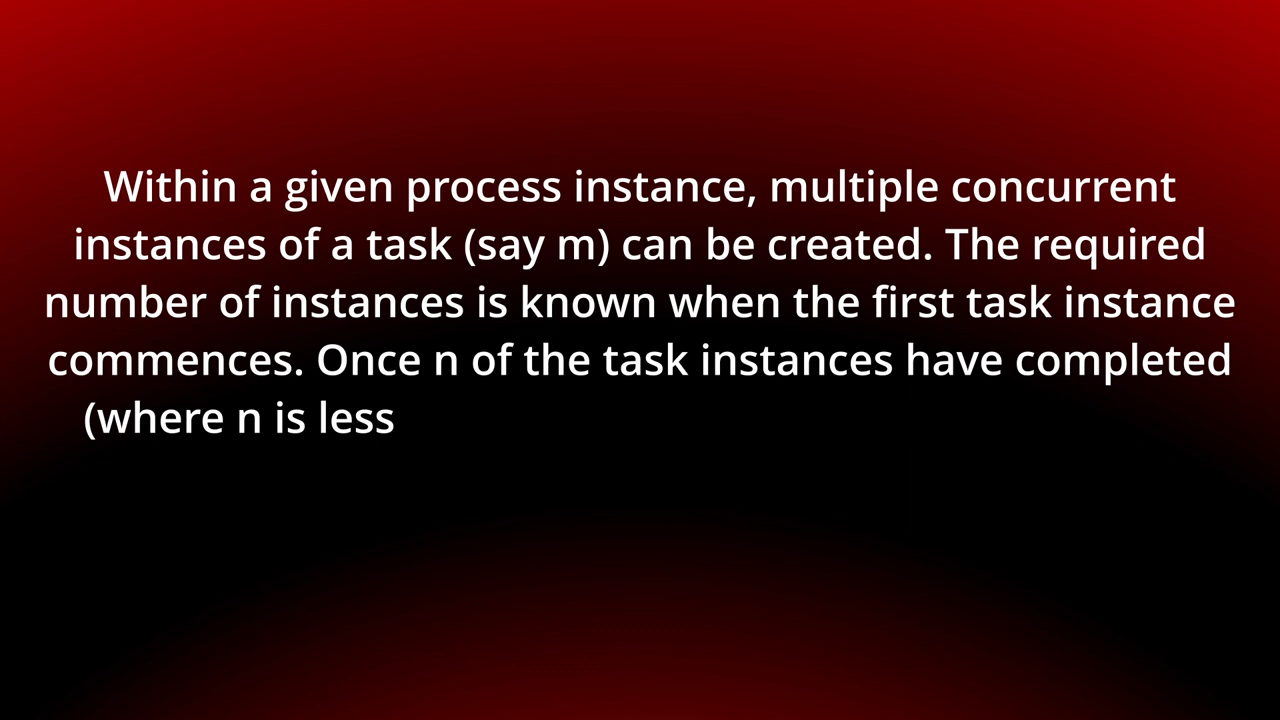 Within a given process instance, multiple concurrent
instances of a task (say m) can be created. The required
number of instances is known when the first task instance
commences. Once n of the task instances have completed
(where n is less